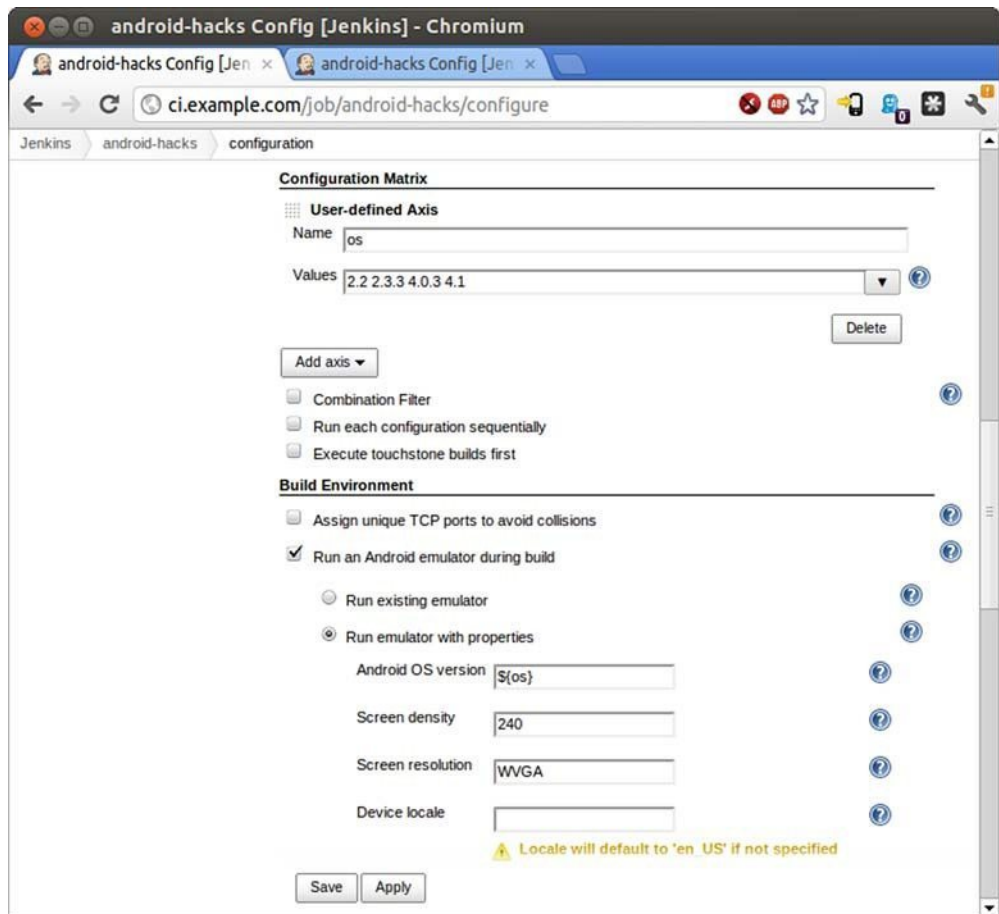 android-hacks Config [Jenkins] - Chromium
android-hacks Config [Jen
android-hacks Config [Jen
ci.example.com/job/android-hacks/configure
ABP
0
Jenkins
android-hacks
configuration
Configuration Matrix
User-defined Axis
Name
os
Values
2.2 2.3.3 4.0.3 4.1
Delete
Add axis
Combination Filter
Run each configuration sequentially
Execute touchstone builds first
Build Environment
Assign unique TCP ports to avoid collisions
Run an Android emulator during build
Run existing emulator
Run emulator with properties
Android OS version
${os}
Screen density
240
Screen resolution
WVGA
Device locale
Locale will default to 'en_US' if not specified
Save
Apply